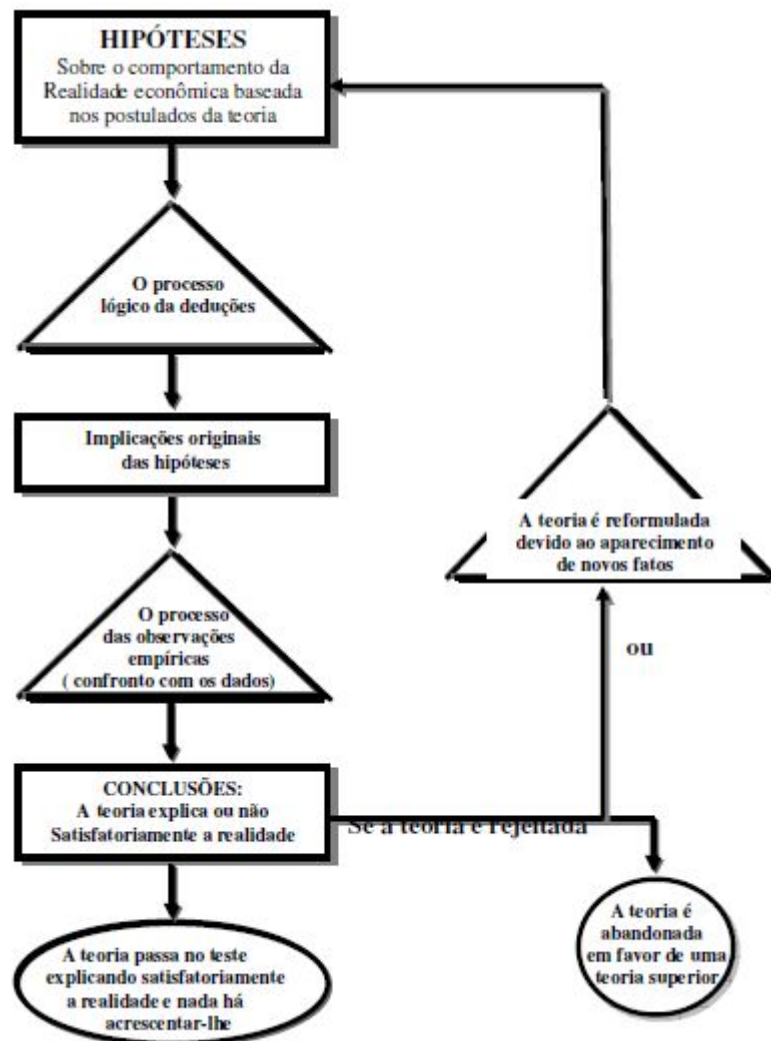 HIPÓTESES
Sobre o comportamento da
Realidade econômica baseada
nos postulados da teoria
O processo
lógico da deduções
Implicações originais
das hipóteses
O processo
das observações
empíricas
( confronto com os dados)
CONCLUSÕES:
A teoria explica ou não
Satisfatoriamente a realidade
A teoria passa no teste
explicando satisfatoriamente
a realidade e nada há
acrescentar-lhe
A teoria é reformulada
devido ao aparecimento
de novos fatos
ou
Se a teoria é rejeitada
A teoria é
abandonada
em favor de uma
teoria superior